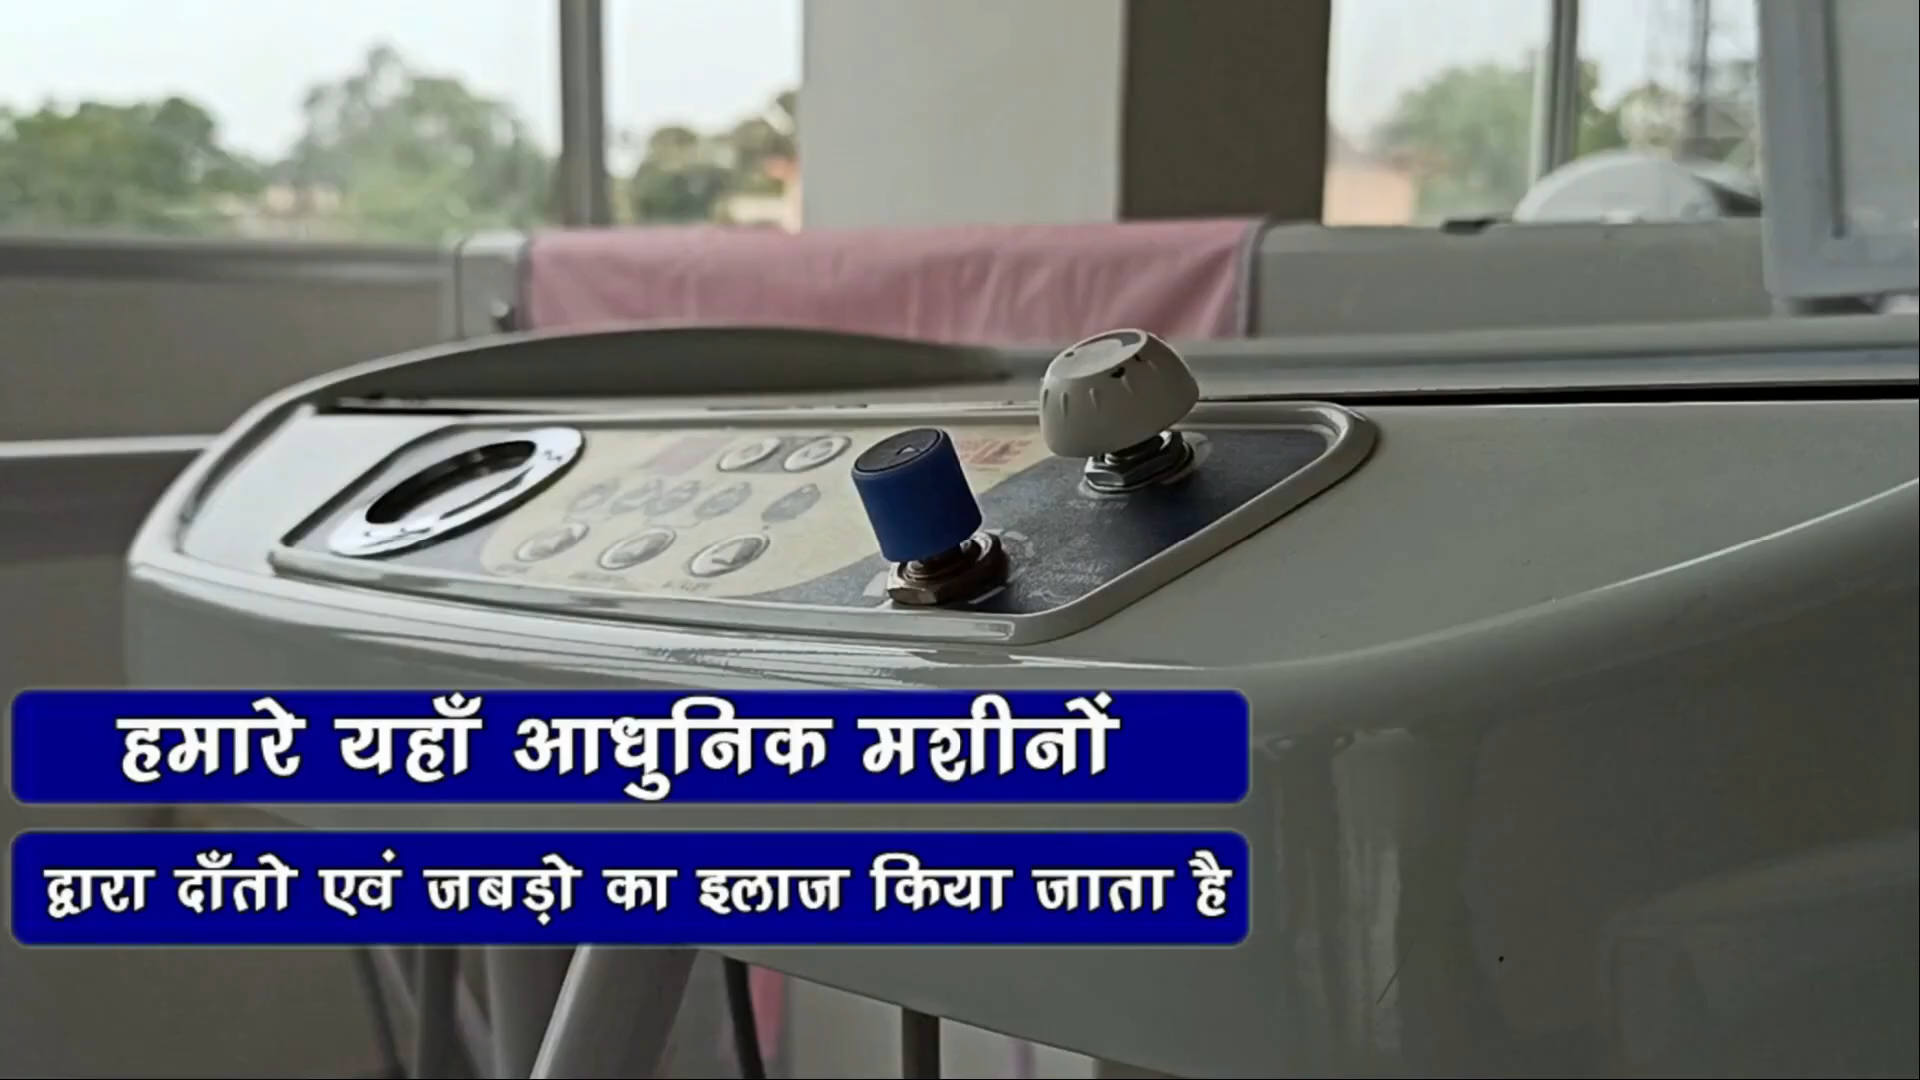 हमारे यहाँ आधुनिक मशीनों
द्वारा दाँतो एवं जबड़ो का इलाज किया जाता है